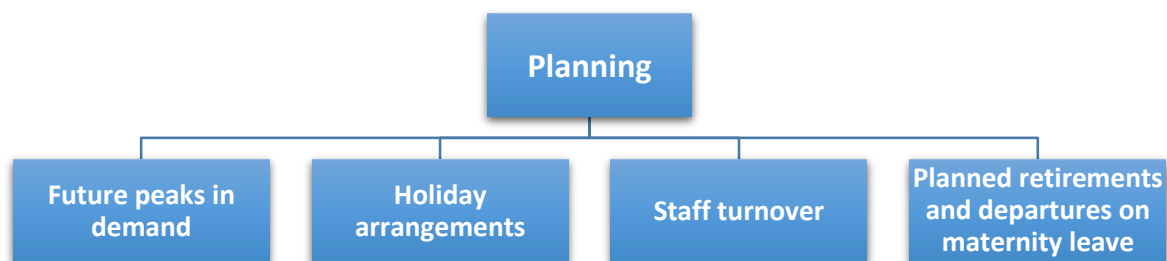 Planning
Future peaks in
demand
Holiday
arrangements
Staff turnover
Planned retirements
and departures on
maternity leave